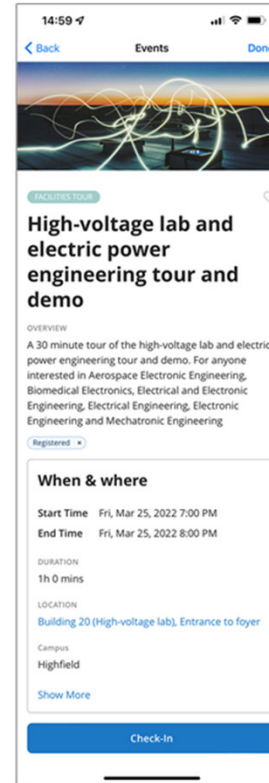 14:59
Back
Events
Done
FACILITIES TOUR
High-voltage lab and
electric power
engineering tour and
demo
OVERVIEW
A 30 minute tour of the high-voltage lab and electric
power engineering tour and demo. For anyone
interested in Aerospace Electronic Engineering,
Biomedical Electronics, Electrical and Electronic
Engineering, Electrical Engineering, Electronic
Engineering and Mechatronic Engineering
Registered ×
When & where
Start Time Fri, Mar 25, 2022 7:00 PM
End Time Fri, Mar 25, 2022 8:00 PM
DURATION
1h 0 mins
LOCATION
Building 20 (High-voltage lab), Entrance to foyer
Campus
Highfield
Show More
Check-In